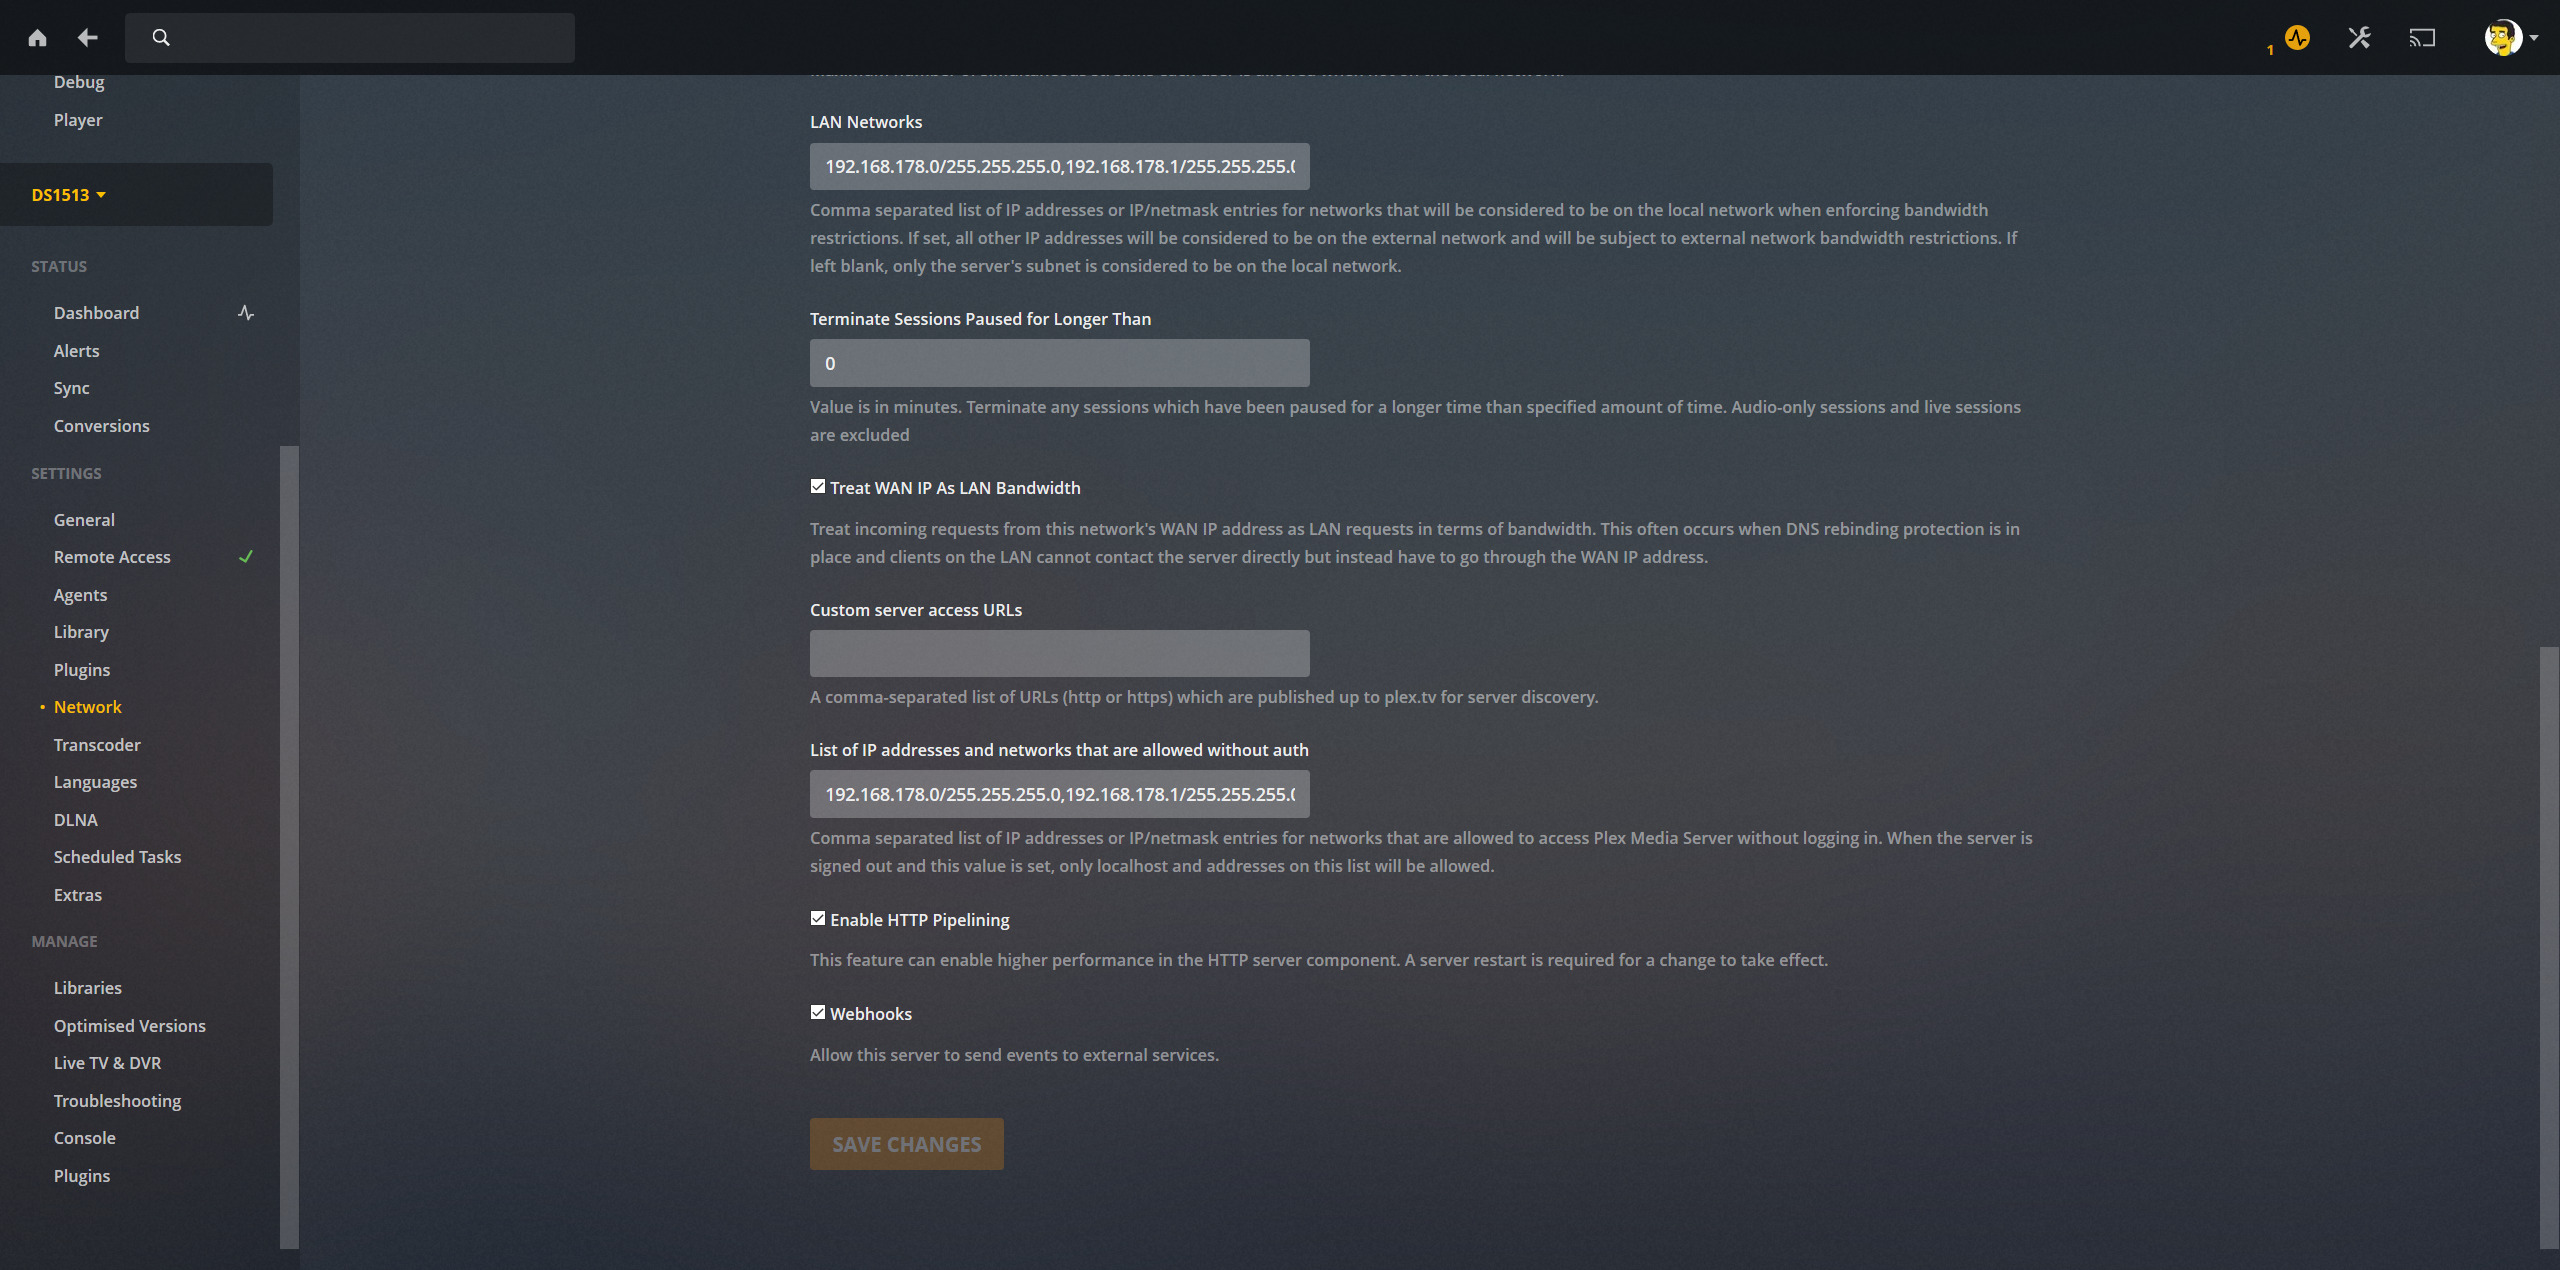 1
Debug
Player
DS1513
STATUS
Dashboard
Alerts
Sync
Conversions
SETTINGS
General
Remote Access
Agents
Library
Plugins
Network
Transcoder
Languages
DLNA
Scheduled Tasks
Extras
MANAGE
Libraries
Optimised Versions
Live TV & DVR
Troubleshooting
Console
Plugins
Maximum number of simultaneous streams each user is allowed when not on the local network.
LAN Networks
192.168.178.0/255.255.255.0,192.168.178.1/255.255.255.0
Comma separated list of IP addresses or IP/netmask entries for networks that will be considered to be on the local network when enforcing bandwidth
restrictions. If set, all other IP addresses will be considered to be on the external network and will be subject to external network bandwidth restrictions. If
left blank, only the server's subnet is considered to be on the local network.
Terminate Sessions Paused for Longer Than
0
Value is in minutes. Terminate any sessions which have been paused for a longer time than specified amount of time. Audio-only sessions and live sessions
are excluded
Treat WAN IP As LAN Bandwidth
Treat incoming requests from this network's WAN IP address as LAN requests in terms of bandwidth. This often occurs when DNS rebinding protection is in
place and clients on the LAN cannot contact the server directly but instead have to go through the WAN IP address.
Custom server access URLs
A comma-separated list of URLs (http or https) which are published up to plex.tv for server discovery.
List of IP addresses and networks that are allowed without auth
192.168.178.0/255.255.255.0,192.168.178.1/255.255.255.0
Comma separated list of IP addresses or IP/netmask entries for networks that are allowed to access Plex Media Server without logging in. When the server is
signed out and this value is set, only localhost and addresses on this list will be allowed.
Enable HTTP Pipelining
This feature can enable higher performance in the HTTP server component. A server restart is required for a change to take effect.
Webhooks
Allow this server to send events to external services.
SAVE CHANGES